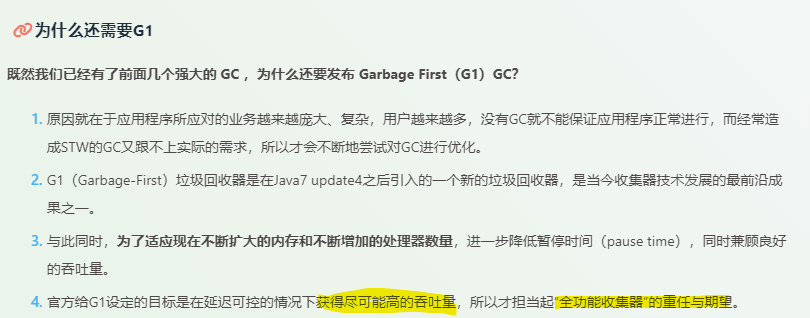 为什么还需要G1
既然我们已经有了前面几个强大的 GC ，为什么还要发布 Garbage First（G1）GC？
1. 原因就在于应用程序所应对的业务越来越庞大、复杂，用户越来越多，没有GC就不能保证应用程序正常进行，而经常造
成STW的GC又跟不上实际的需求，所以才会不断地尝试对GC进行优化。
2. G1（Garbage-First）垃圾回收器是在Java7 update4之后引入的一个新的垃圾回收器，是当今收集器技术发展的最前沿成
果之一。
3. 与此同时，为了适应现在不断扩大的内存和不断增加的处理器数量，进一步降低暂停时间（pause time），同时兼顾良好
的吞吐量。
4. 官方给G1设定的目标是在延迟可控的情况下获得尽可能高的吞吐量，所以才担当起“全功能收集器”的重任与期望。